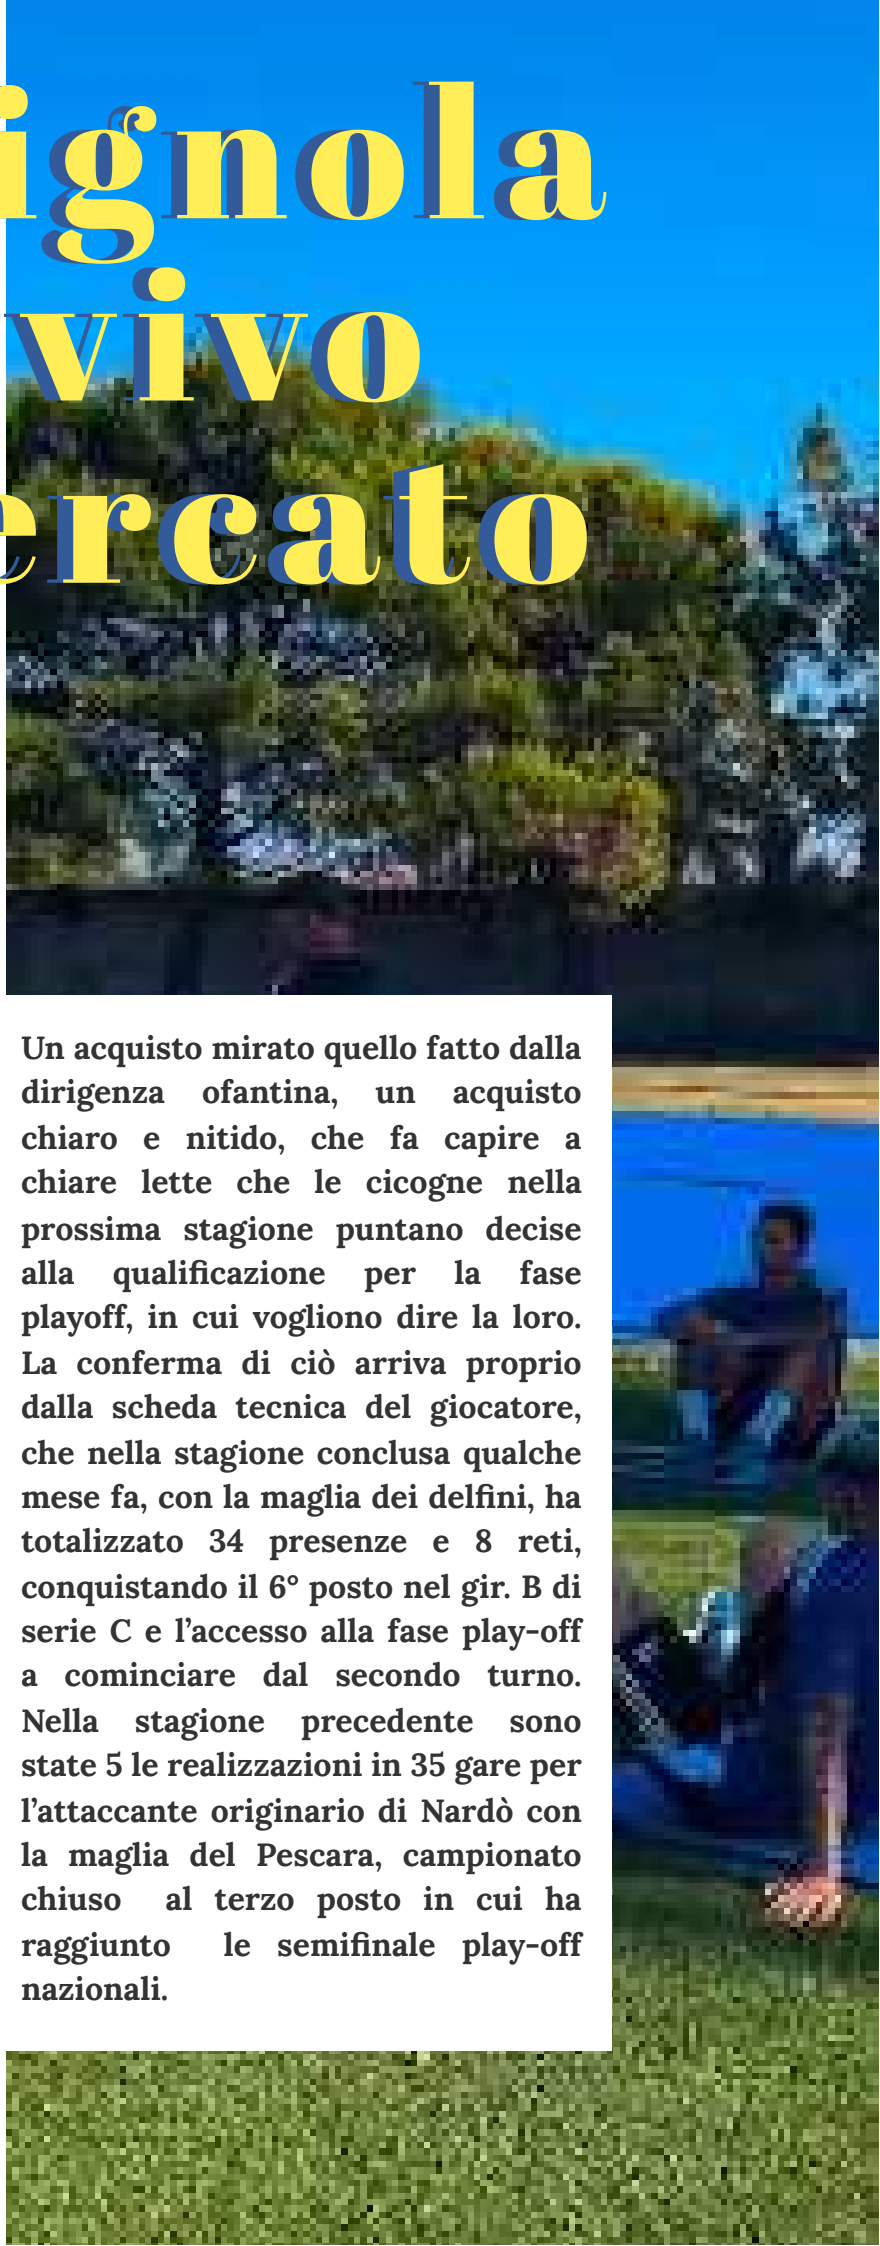 ignola
vivo
ercato
Un acquisto mirato quello fatto dalla
dirigenza ofantina, un acquisto
chiaro e nitido, che fa capire a
chiare lette che le cicogne nella
prossima stagione puntano decise
alla qualificazione per la fase
playoff, in cui vogliono dire la loro.
La conferma di ciò arriva proprio
dalla scheda tecnica del giocatore,
che nella stagione conclusa qualche
mese fa, con la maglia dei delfini, ha
totalizzato 34 presenze e 8 reti,
conquistando il 6° posto nel gir. B di
serie C e l’accesso alla fase play-off
a cominciare dal secondo turno.
Nella stagione precedente sono
state 5 le realizzazioni in 35 gare per
l’attaccante originario di Nardò con
la maglia del Pescara, campionato
chiuso al terzo posto in cui ha
raggiunto le semifinale play-off
nazionali.